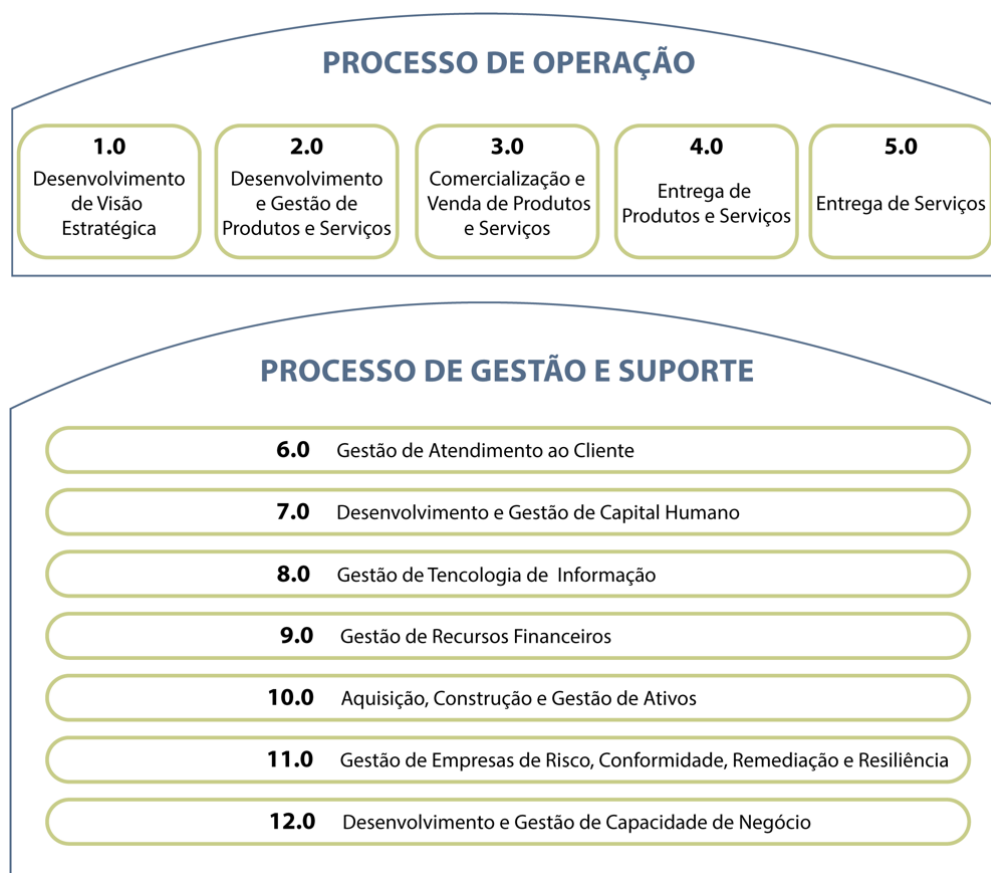 PROCESSO DE OPERAÇÃO
1.0
Desenvolvimento
de Visão
Estratégica
2.0
Desenvolvimento
e Gestão de
Produtos e Serviços
3.0
Comercialização e
Venda de Produtos
e Serviços
4.0
Entrega de
Produtos e Serviços
5.0
Entrega de Serviços
PROCESSO DE GESTÃO E SUPORTE
6.0 Gestão de Atendimento ao Cliente
7.0 Desenvolvimento e Gestão de Capital Humano
8.0 Gestão de Tencologia de Informação
9.0 Gestão de Recursos Financeiros
10.0 Aquisição, Construção e Gestão de Ativos
11.0 Gestão de Empresas de Risco, Conformidade, Remediação e Resiliência
12.0 Desenvolvimento e Gestão de Capacidade de Negócio